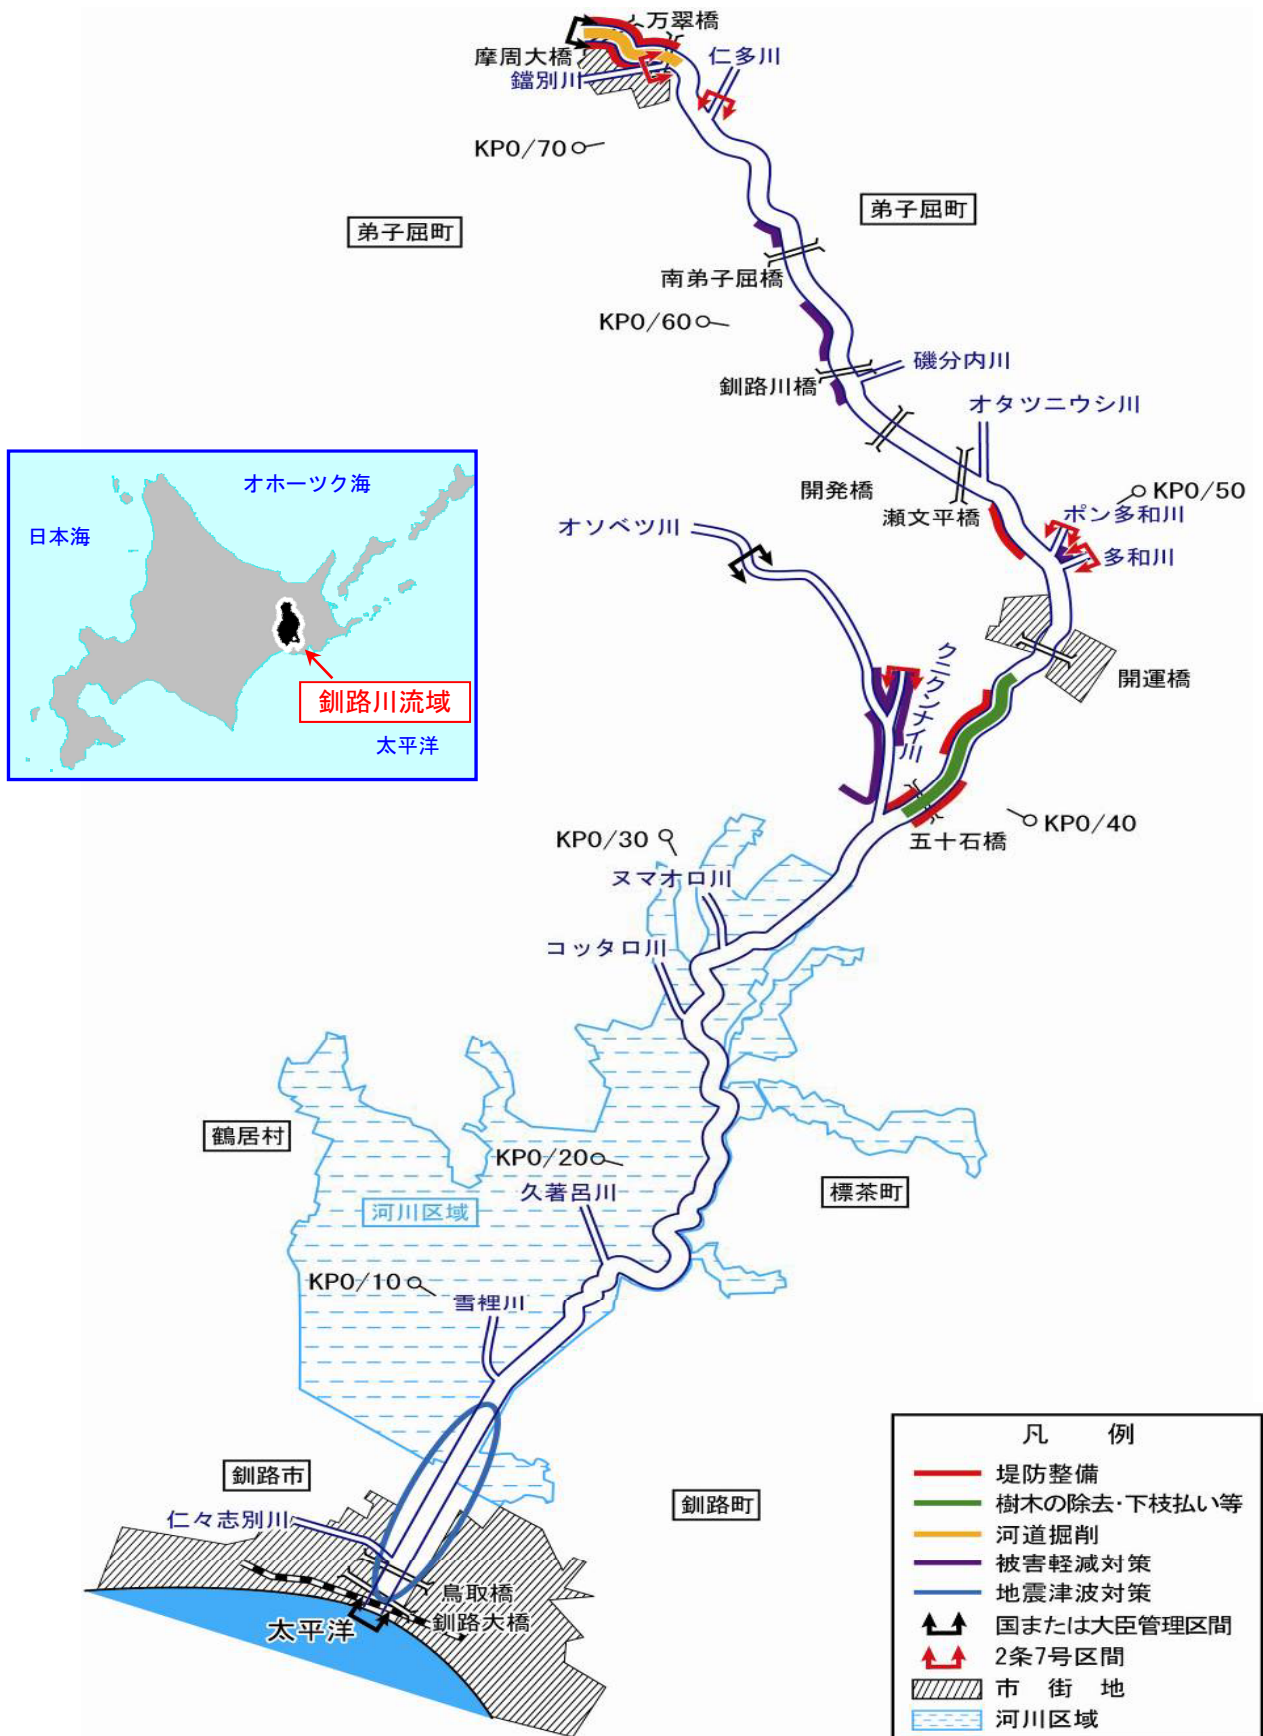 万翠橋
摩周大橋
仁多川
鐺別川
KP0/70
弟子屈町
弟子屈町
南弟子屈橋
KP0/60
磯分内川
釧路川橋
オタツニウシ川
開発橋
瀬文平橋
KP0/50
ポン多和川
多和川
オソベツ川
オホーツク海
日本海
釧路川流域
太平洋
クニクンナイ川
開運橋
KP0/40
五十石橋
KP0/30
ヌマオロ川
コッタロ川
鶴居村
KP0/20
久著呂川
標茶町
河川区域
KP0/10
雪裡川
釧路市
釧路町
仁々志別川
鳥取橋
釧路大橋
太平洋
凡 例
堤防整備
樹木の除去・下枝払い等
河道掘削
被害軽減対策
地震津波対策
国または大臣管理区間
2条7号区間
市 街 地
河川区域